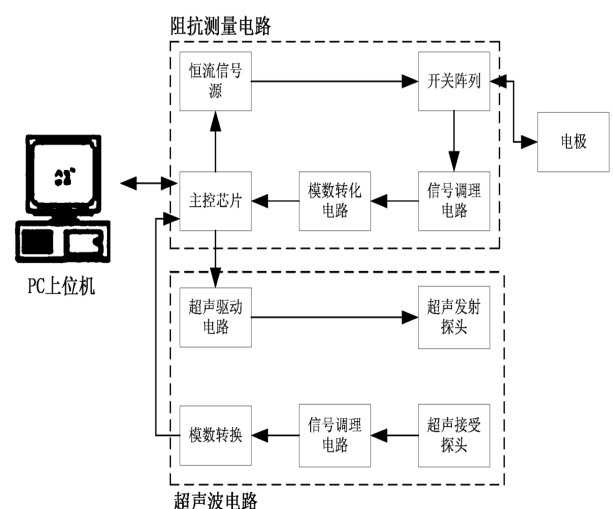 阻抗测量电路
恒流信号
源
开关阵列
电极
主控芯片
模数转化
电路
信号调理
电路
PC上位机
超声驱动
电路
超声发射
探头
模数转换
信号调理
电路
超声接受
探头
超声波电路